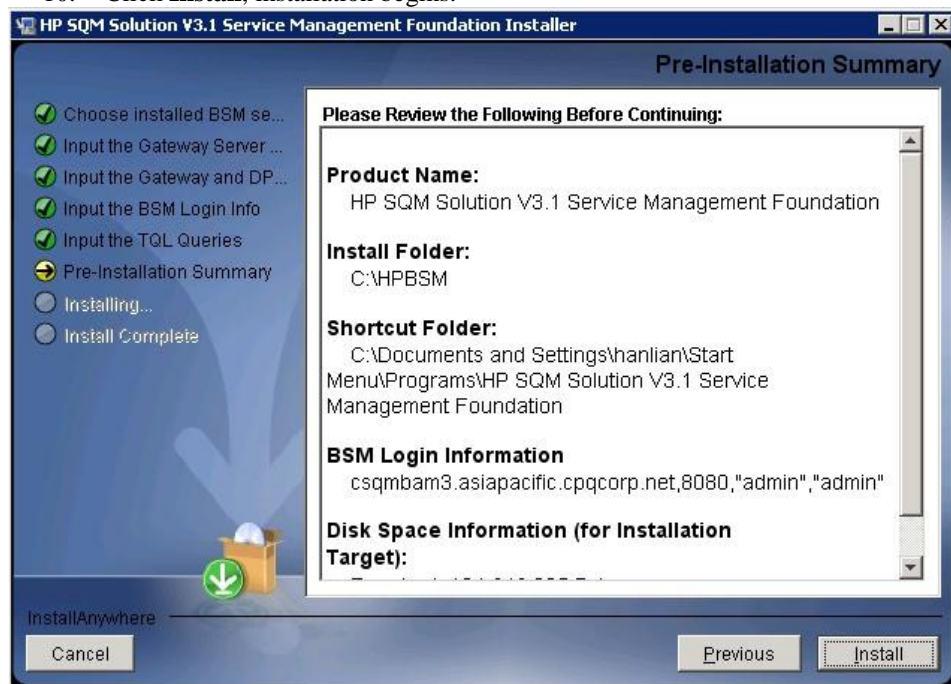 HP SQM Solution V3.1 Service Management Foundation Installer
Pre-Installation Summary
Choose installed BSM se...
Input the Gateway Server ...
Input the Gateway and DP...
Input the BSM Login Info
Input the TQL Queries
Pre-Installation Summary
Installing...
Install Complete
Please Review the Following Before Continuing:
Product Name:
HP SQM Solution V3.1 Service Management Foundation
Install Folder:
C:\HPBSM
Shortcut Folder:
C:\Documents and Settings\hanlian\Start
Menu\Programs\HP SQM Solution V3.1 Service
Management Foundation
BSM Login Information
csqmbam3.asiapacific.cpqcorp.net,8080,"admin","admin"
Disk Space Information (for Installation
Target):
InstallAnywhere
Cancel
Previous
Install